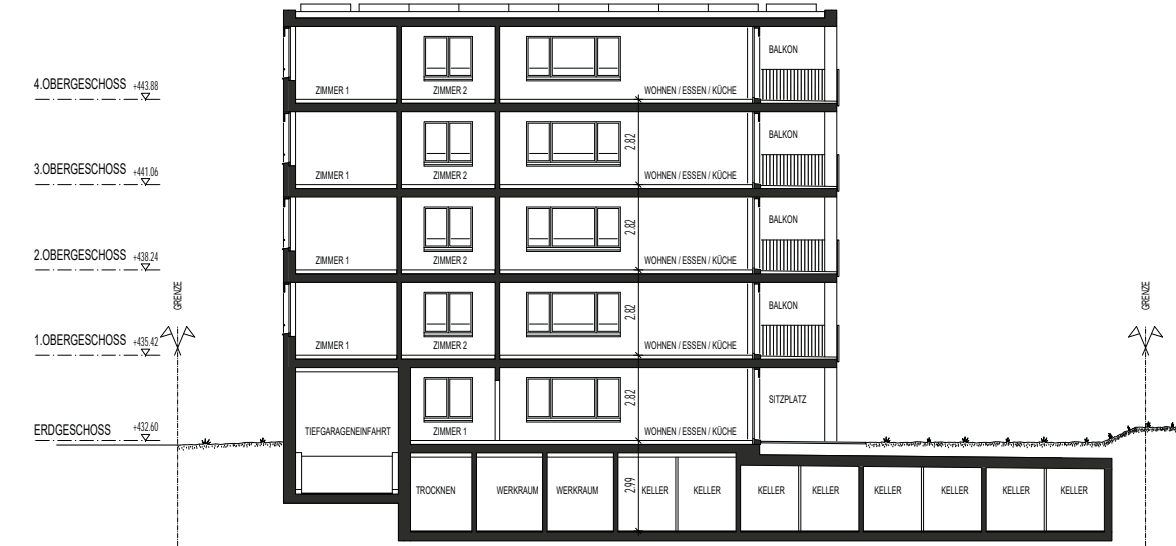 BALKON
4.OBERGESCHOSS +443.88
ZIMMER 1 ZIMMER 2 WOHNEN / ESSEN / KÜCHE
BALKON
2.82
3.OBERGESCHOSS +441.06
ZIMMER 1 ZIMMER 2 WOHNEN / ESSEN / KÜCHE
BALKON
2.82
2.OBERGESCHOSS +438.24
ZIMMER 1 ZIMMER 2 WOHNEN / ESSEN / KÜCHE
GRENZE
GRENZE
BALKON
2.82
1.OBERGESCHOSS +435.42
ZIMMER 1 ZIMMER 2 WOHNEN / ESSEN / KÜCHE
2.82
SITZPLATZ
ERDGESCHOSS +432.60
TIEFGARAGENEINFAHRT ZIMMER 1 WOHNEN / ESSEN / KÜCHE
2.99
TROCKNEN WERKRAUM WERKRAUM KELLER KELLER KELLER KELLER KELLER KELLER KELLER KELLER